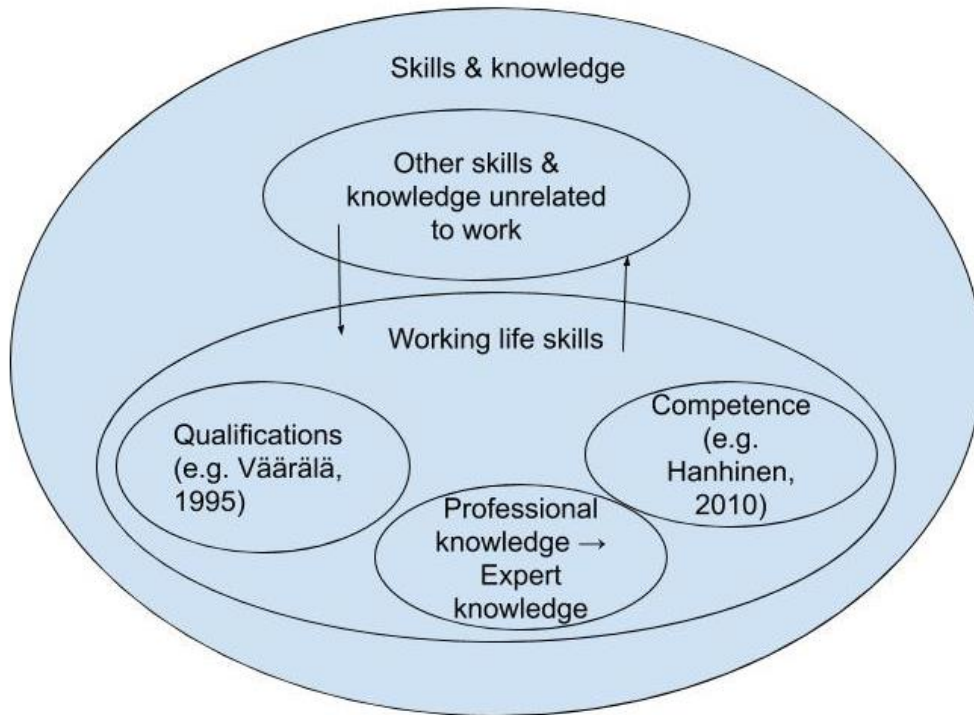 Skills & knowledge
Other skills &
knowledge unrelated
to work
Working life skills
Qualifications
(e.g. Väärälä,
1995)
Professional
knowledge →
Expert
knowledge
Competence
(e.g.
Hanhinen,
2010)